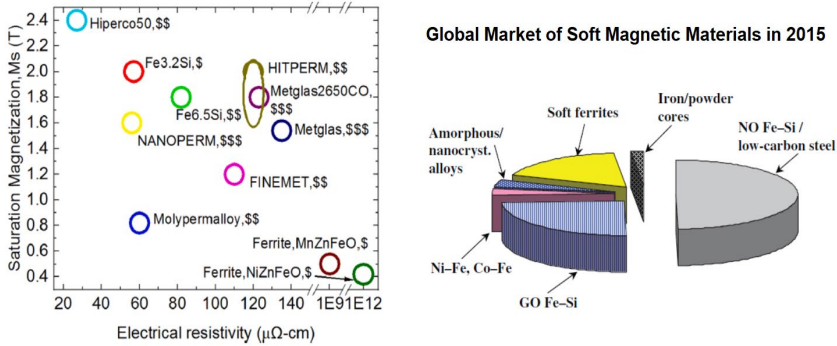 Saturation Magnetization,Ms (T)
2.4
2.2
2.0
1.8
1.6
1.4
1.2
1.0
0.8
0.6
0.4
Hiperco50,$$
Fe3.2Si,$
HITPERM,$$
Metglas2650CO,
$$$
Fe6.5Si,$$
Metglas,$$$
NANOPERM,$$$
FINEMET,$$
Molypermalloy,$$
Ferrite,MnZnFeO,$
Ferrite,NiZnFeO,$
20 40 60 80 100 120 140 1E9 1E12
Electrical resistivity (μΩ-cm)
Global Market of Soft Magnetic Materials in 2015
Soft ferrites
Iron/powder
cores
NO Fe–Si /
low-carbon steel
Amorphous/
nanocryst.
alloys
Ni–Fe, Co–Fe
GO Fe–Si